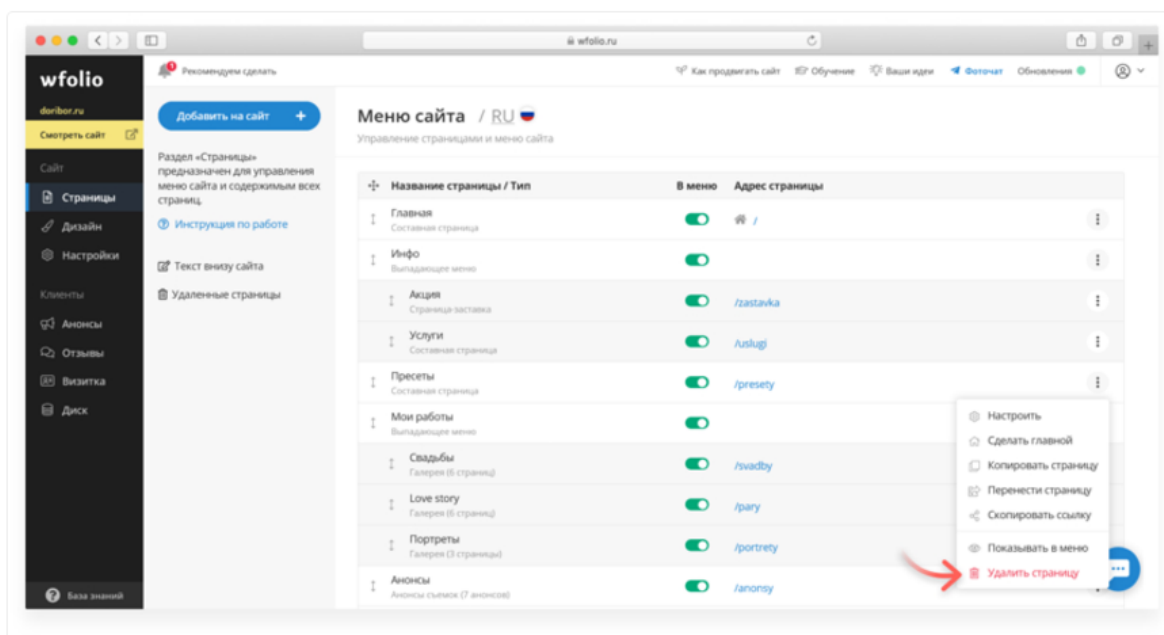 wfolio.ru
wfolio
doribor.ru
Смотреть сайт
Сайт
Страницы
Дизайн
Настройки
Клиенты
Анонсы
Отзывы
Визитка
Диск
База знаний
1
Рекомендуем сделать
Как продвигать сайт
Обучение
Ваши идеи
Фоточат
Обновления
Добавить на сайт +
Раздел «Страницы»
предназначен для управления
меню сайта и содержимым всех
страниц.
Инструкция по работе
Текст внизу сайта
Удаленные страницы
Меню сайта / RU
Управление страницами и меню сайта
Название страницы / Тип В меню Адрес страницы
Главная
Составная страница
/
Инфо
Выпадающее меню
Акция
Страница-заставка
/zastavka
Услуги
Составная страница
/uslugi
Пресеты
Составная страница
/presety
Мои работы
Выпадающее меню
Свадьбы
Галерея (6 страниц)
/svadby
Love story
Галерея (6 страниц)
/pary
Портреты
Галерея (3 страницы)
/portrety
Анонсы
Анонсы съемок (7 анонсов)
/anonsy
Настроить
Сделать главной
Копировать страницу
Перенести страницу
Скопировать ссылку
Показывать в меню
Удалить страницу